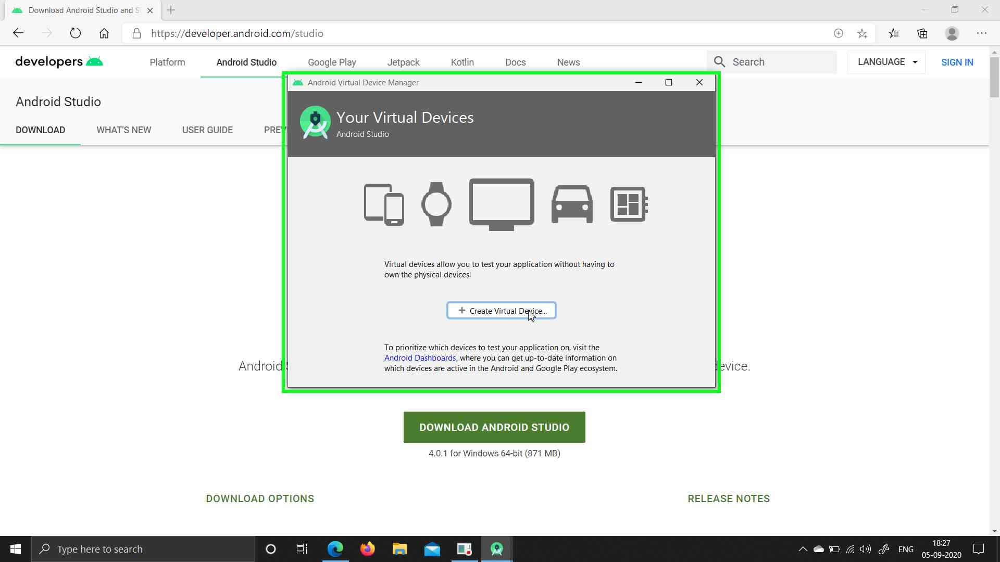 Download Android Studio and S
https://developer.android.com/studio
developers
Platform
Android Studio
Google Play
Jetpack
Kotlin
Docs
News
Search
LANGUAGE
SIGN IN
Android Studio
DOWNLOAD
WHAT'S NEW
USER GUIDE
PREV
Android Virtual Device Manager
Your Virtual Devices
Android Studio
Virtual devices allow you to test your application without having to
own the physical devices.
+ Create Virtual Device...
To prioritize which devices to test your application on, visit the
Android Dashboards, where you can get up-to-date information on
which devices are active in the Android and Google Play ecosystem.
Android S
evice.
DOWNLOAD ANDROID STUDIO
4.0.1 for Windows 64-bit (871 MB)
DOWNLOAD OPTIONS
RELEASE NOTES
Type here to search
ENG
18:27
05-09-2020